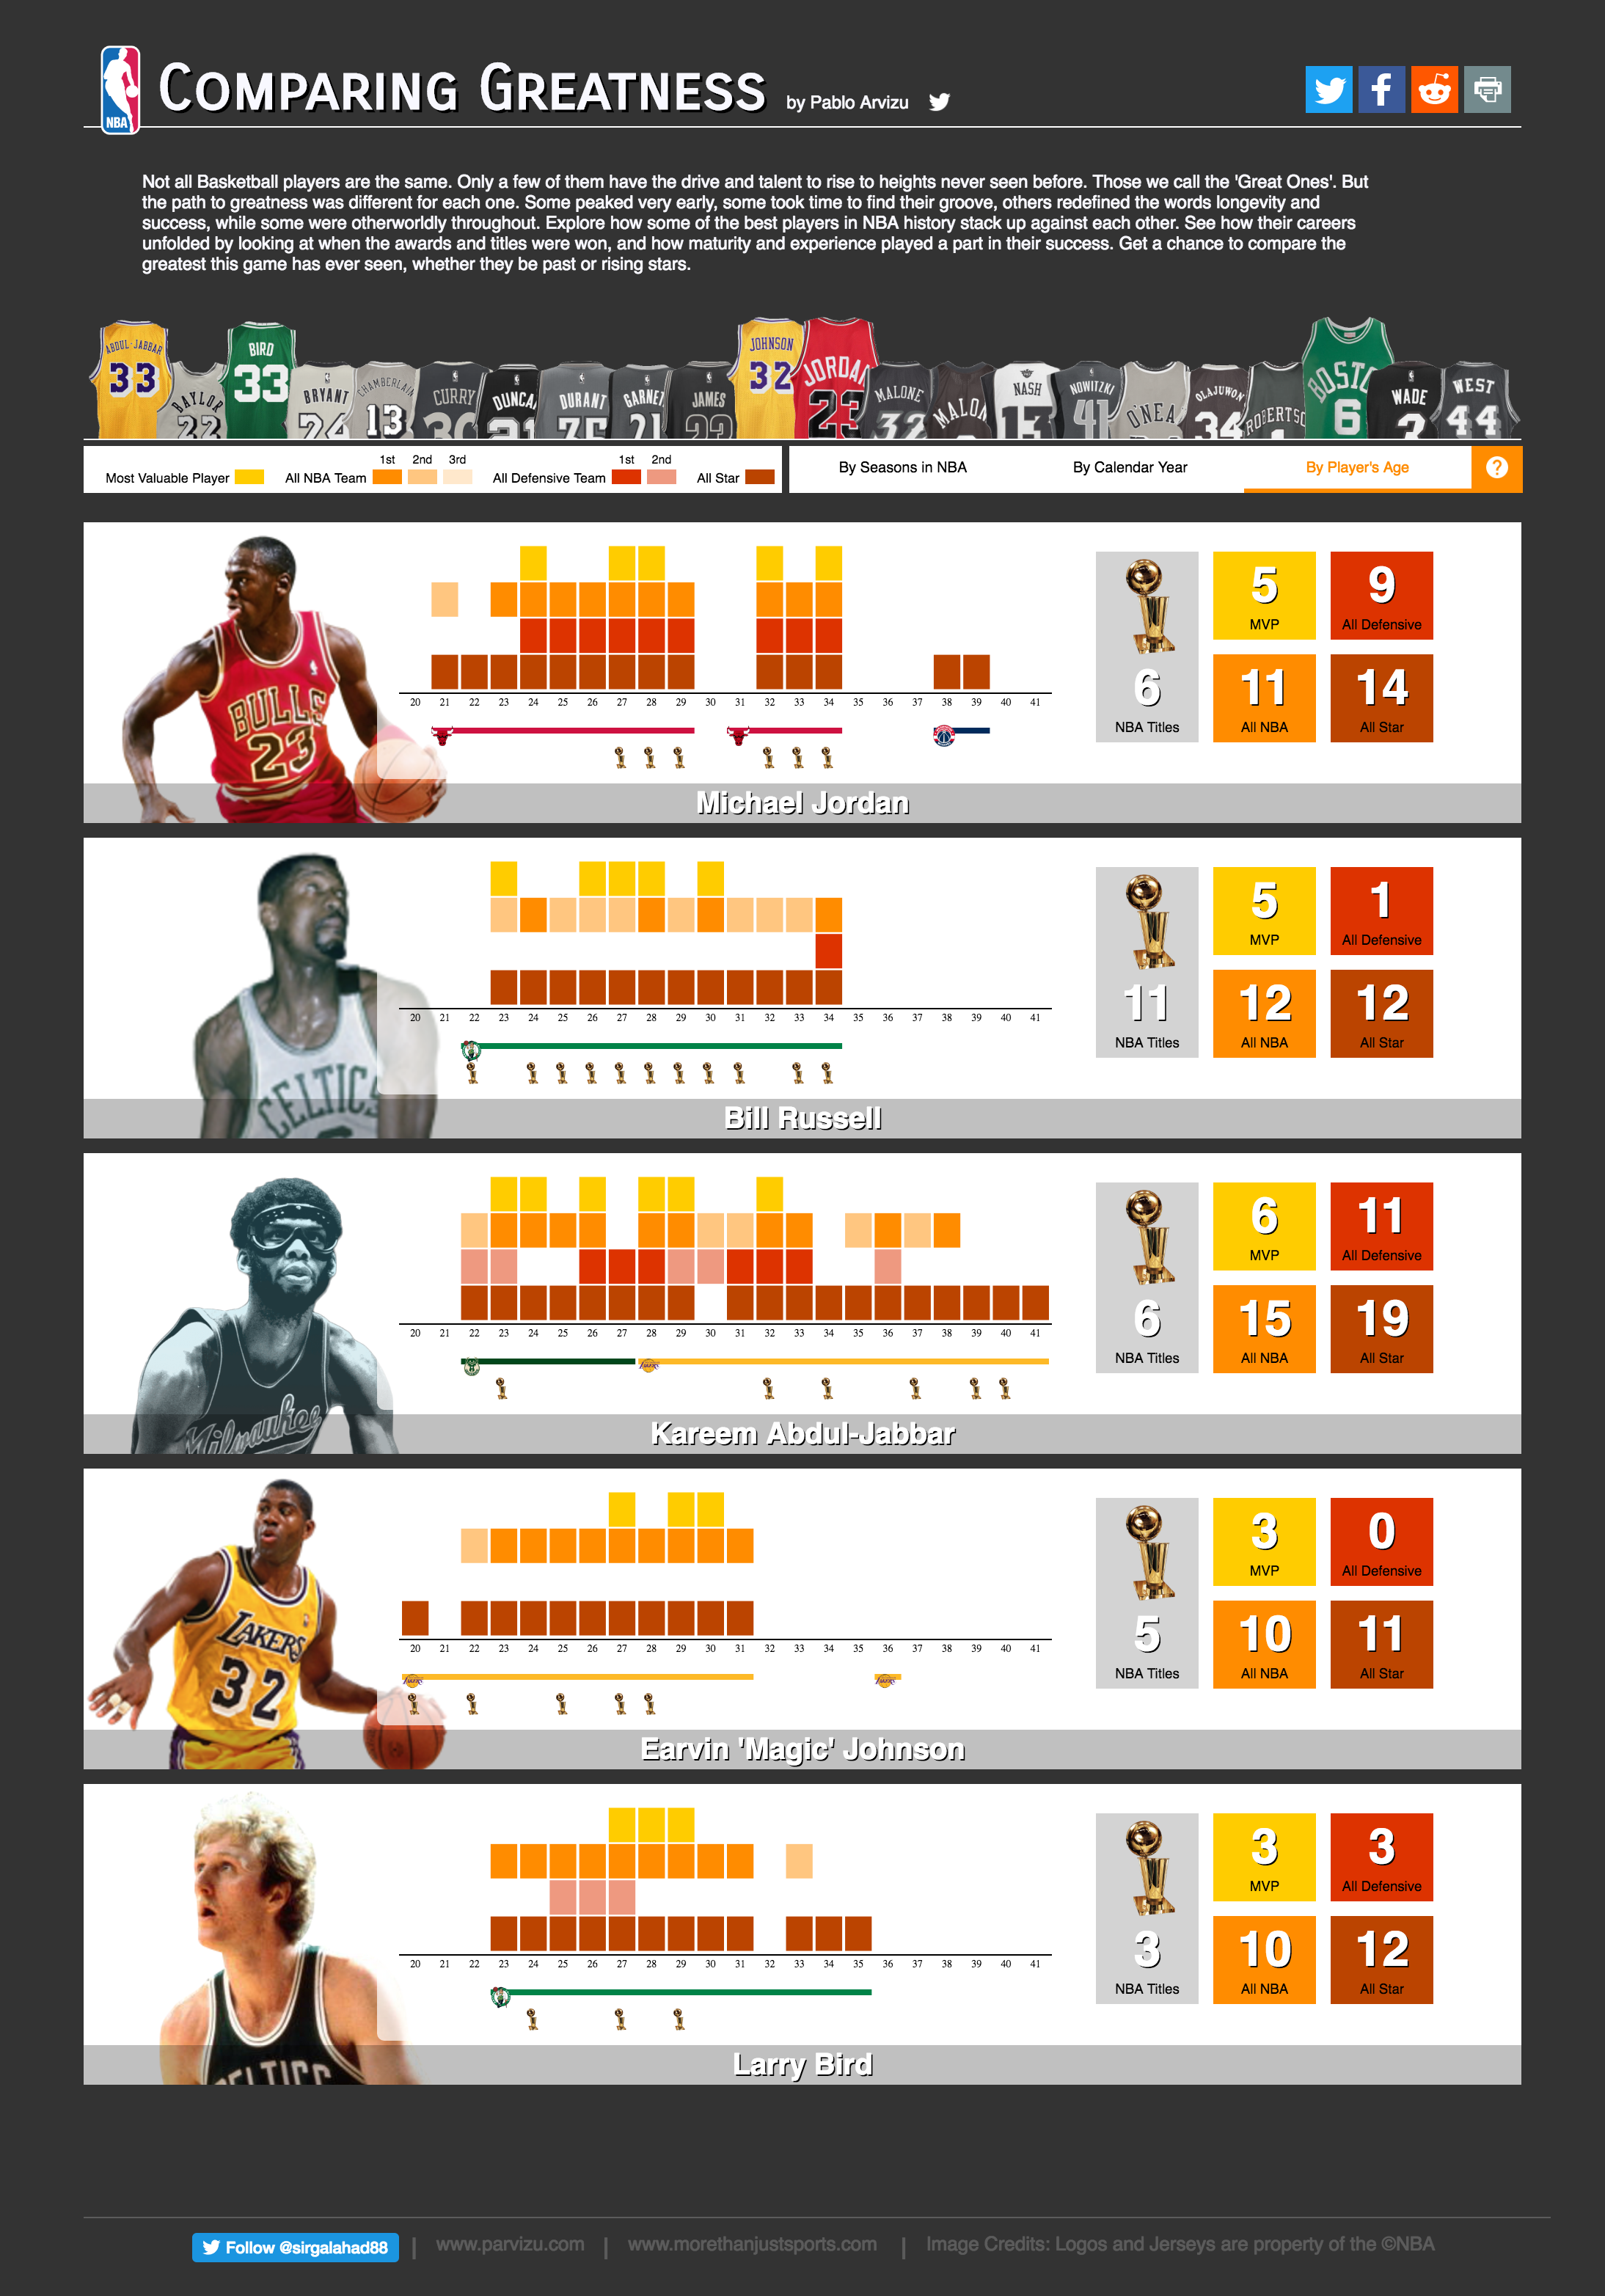 NBA
COMPARING GREATNESS by Pablo Arvizu
Not all Basketball players are the same. Only a few of them have the drive and talent to rise to heights never seen before. Those we call the 'Great Ones'. But
the path to greatness was different for each one. Some peaked very early, some took time to find their groove, others redefined the words longevity and
success, while some were otherworldly throughout. Explore how some of the best players in NBA history stack up against each other. See how their careers
unfolded by looking at when the awards and titles were won, and how maturity and experience played a part in their success. Get a chance to compare the
greatest this game has ever seen, whether they be past or rising stars.
ABDUL-JABBAR 33
BAYLOR 22
BIRD 33
BRYANT 24
CHAMBERLAIN 13
CURRY 30
DUNCAN 21
DURANT 35
GARNET 21
JAMES 23
JOHNSON 32
JORDAN 23
MALONE 32
MALON
NASH 13
NOWITZKI 41
O'NEA
OLAJUWON 34
ROBERTSO
BOSTO 6
WADE 3
WEST 44
1st 2nd 3rd 1st 2nd
Most Valuable Player All NBA Team All Defensive Team All Star
By Seasons in NBA By Calendar Year By Player's Age ?
BULLS 23
20 21 22 23 24 25 26 27 28 29 30 31 32 33 34 35 36 37 38 39 40 41
5 MVP
9 All Defensive
6 NBA Titles
11 All NBA
14 All Star
Michael Jordan
CELTICS
20 21 22 23 24 25 26 27 28 29 30 31 32 33 34 35 36 37 38 39 40 41
5 MVP
1 All Defensive
11 NBA Titles
12 All NBA
12 All Star
Bill Russell
Milwaukee
20 21 22 23 24 25 26 27 28 29 30 31 32 33 34 35 36 37 38 39 40 41
6 MVP
11 All Defensive
6 NBA Titles
15 All NBA
19 All Star
Kareem Abdul-Jabbar
LAKERS 32
20 21 22 23 24 25 26 27 28 29 30 31 32 33 34 35 36 37 38 39 40 41
3 MVP
0 All Defensive
5 NBA Titles
10 All NBA
11 All Star
Earvin 'Magic' Johnson
CELTICS
20 21 22 23 24 25 26 27 28 29 30 31 32 33 34 35 36 37 38 39 40 41
3 MVP
3 All Defensive
3 NBA Titles
10 All NBA
12 All Star
Larry Bird
Follow @sirgalahad88 | www.parvizu.com | www.morethanjustsports.com | Image Credits: Logos and Jerseys are property of the ©NBA